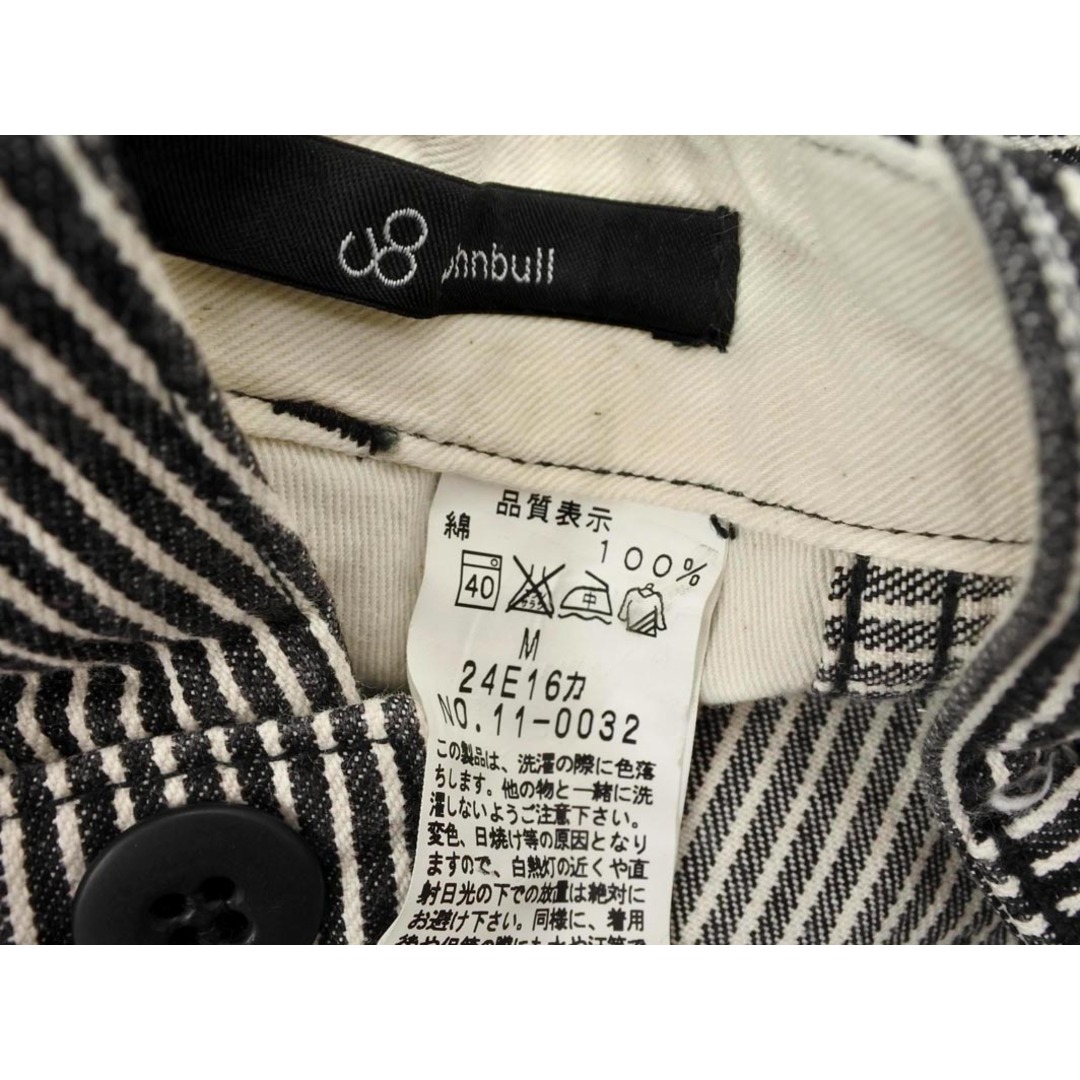 ohnbull
品質表示
綿 100%
40 サラシ 中
M
24E16カ
NO.11-0032
この製品は、洗濯の際に色落
ちします。他の物と一緒に洗
濯しないようご注意下さい。
変色、日焼け等の原因となり
ますので、白熱灯の近くや直
射日光の下での放置は絶対に
お避け下さい。同様に、着用